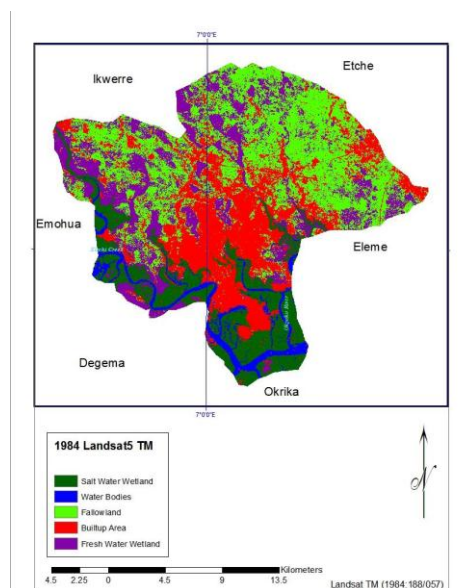 7°0'0"E
Etche
Ikwerre
Emohua
Eleme
Degema
Okrika
7°0'0"E
1984 Landsat5 TM
Salt Water Wetland
Water Bodies
Fallowland
Builtup Area
Fresh Water Wetland
N
Kilometers
4.5 2.25 0 4.5 9 13.5
Landsat TM (1984:188/057)